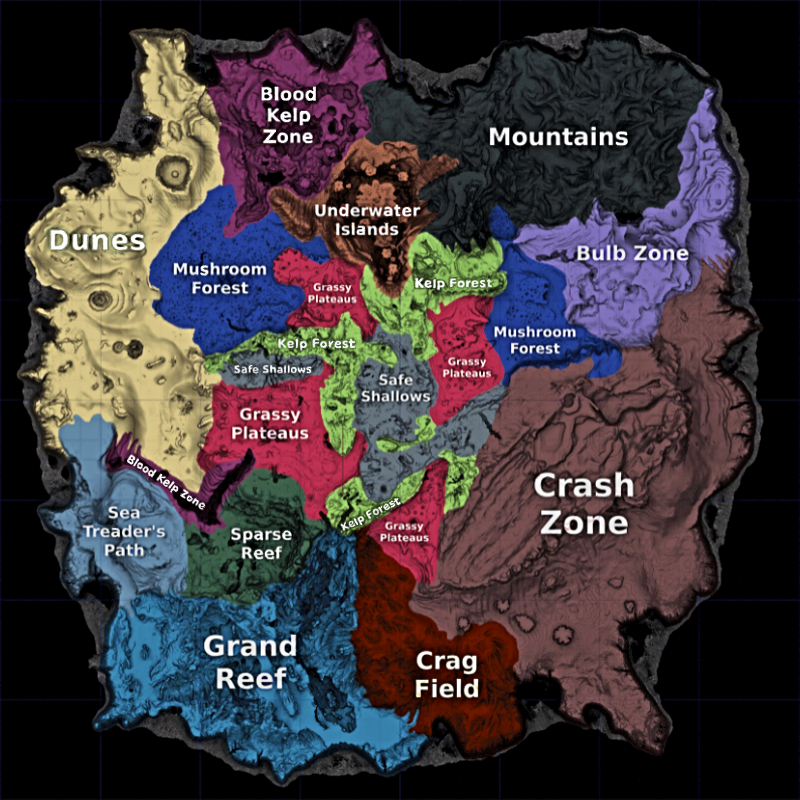 Blood
Kelp
Zone
Mountains
Underwater
Islands
Dunes
Bulb Zone
Mushroom
Forest
Grassy
Plateaus
Kelp Forest
Mushroom
Forest
Kelp Forest
Safe Shallows
Safe
Shallows
Grassy
Plateaus
Grassy
Plateaus
Blood Kelp Zone
Crash
Zone
Sea
Treader's
Path
Sparse
Reef
Kelp Forest
Grassy
Plateaus
Grand
Reef
Crag
Field